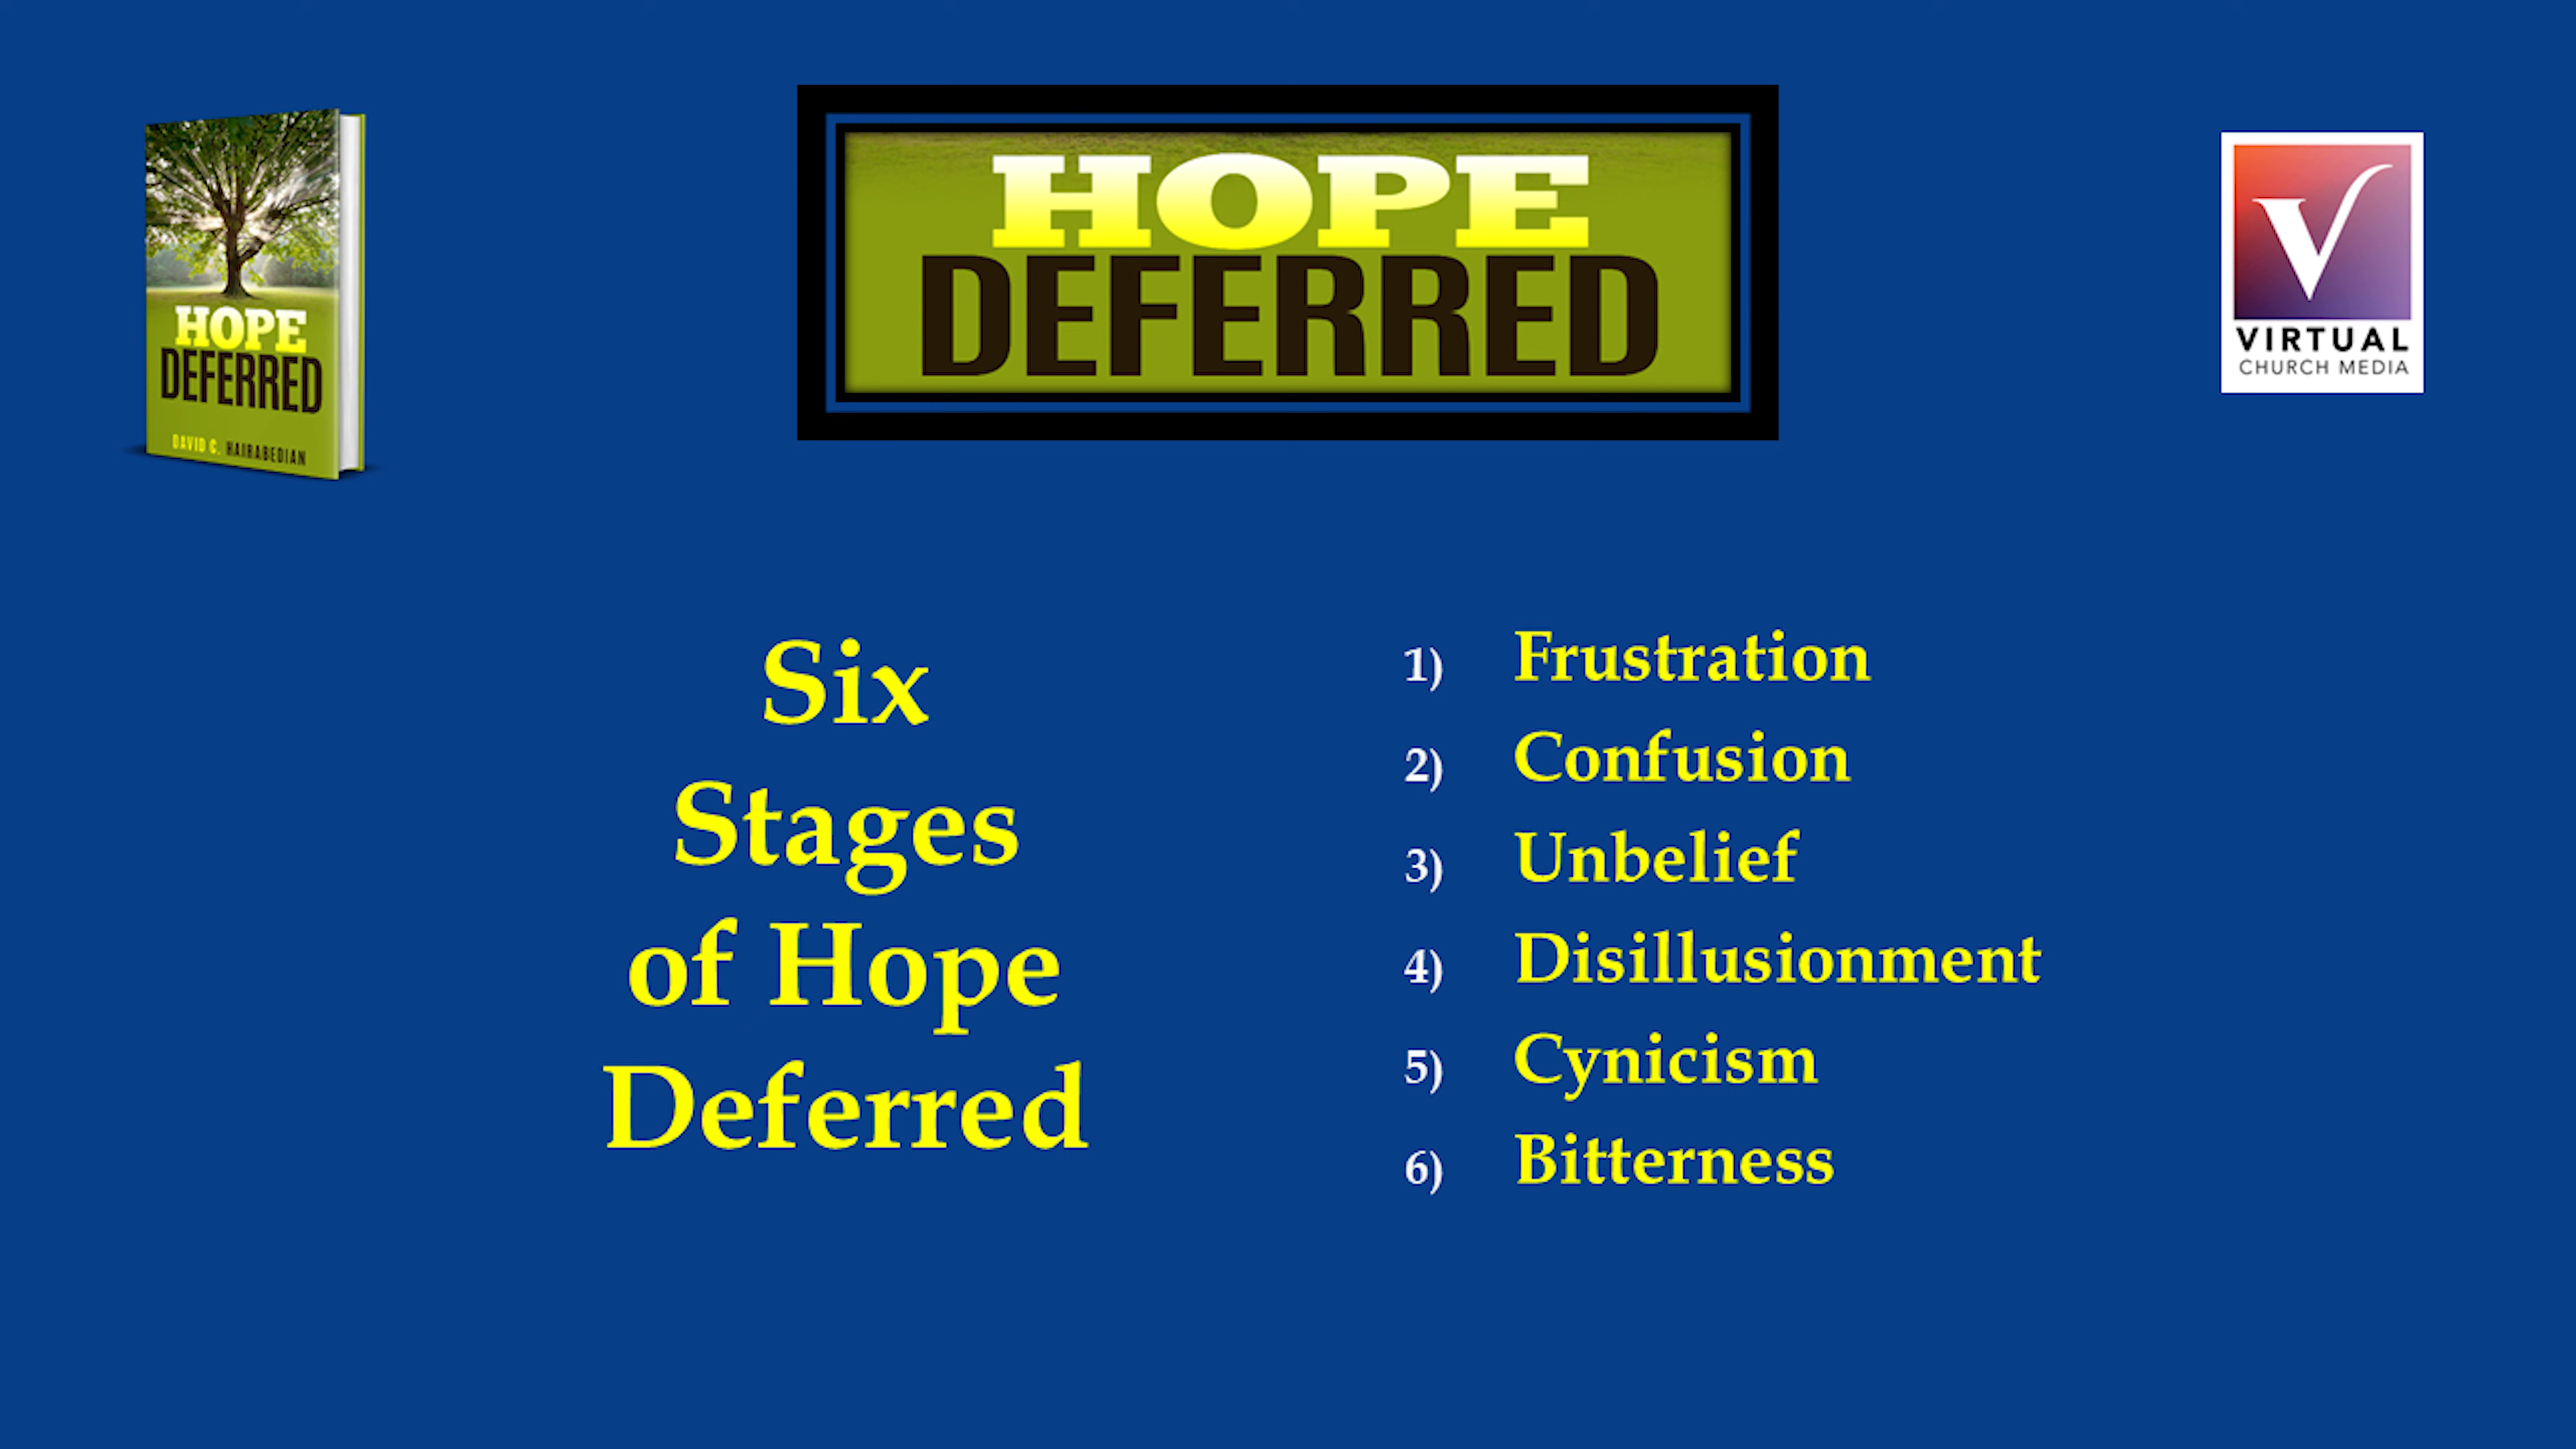 HOPE
DEFERRED
DAVID C. HAIRABEDIAN
HOPE
DEFERRED
VIRTUAL
CHURCH MEDIA
Six
Stages
of Hope
Deferred
1) Frustration
2) Confusion
3) Unbelief
4) Disillusionment
5) Cynicism
6) Bitterness